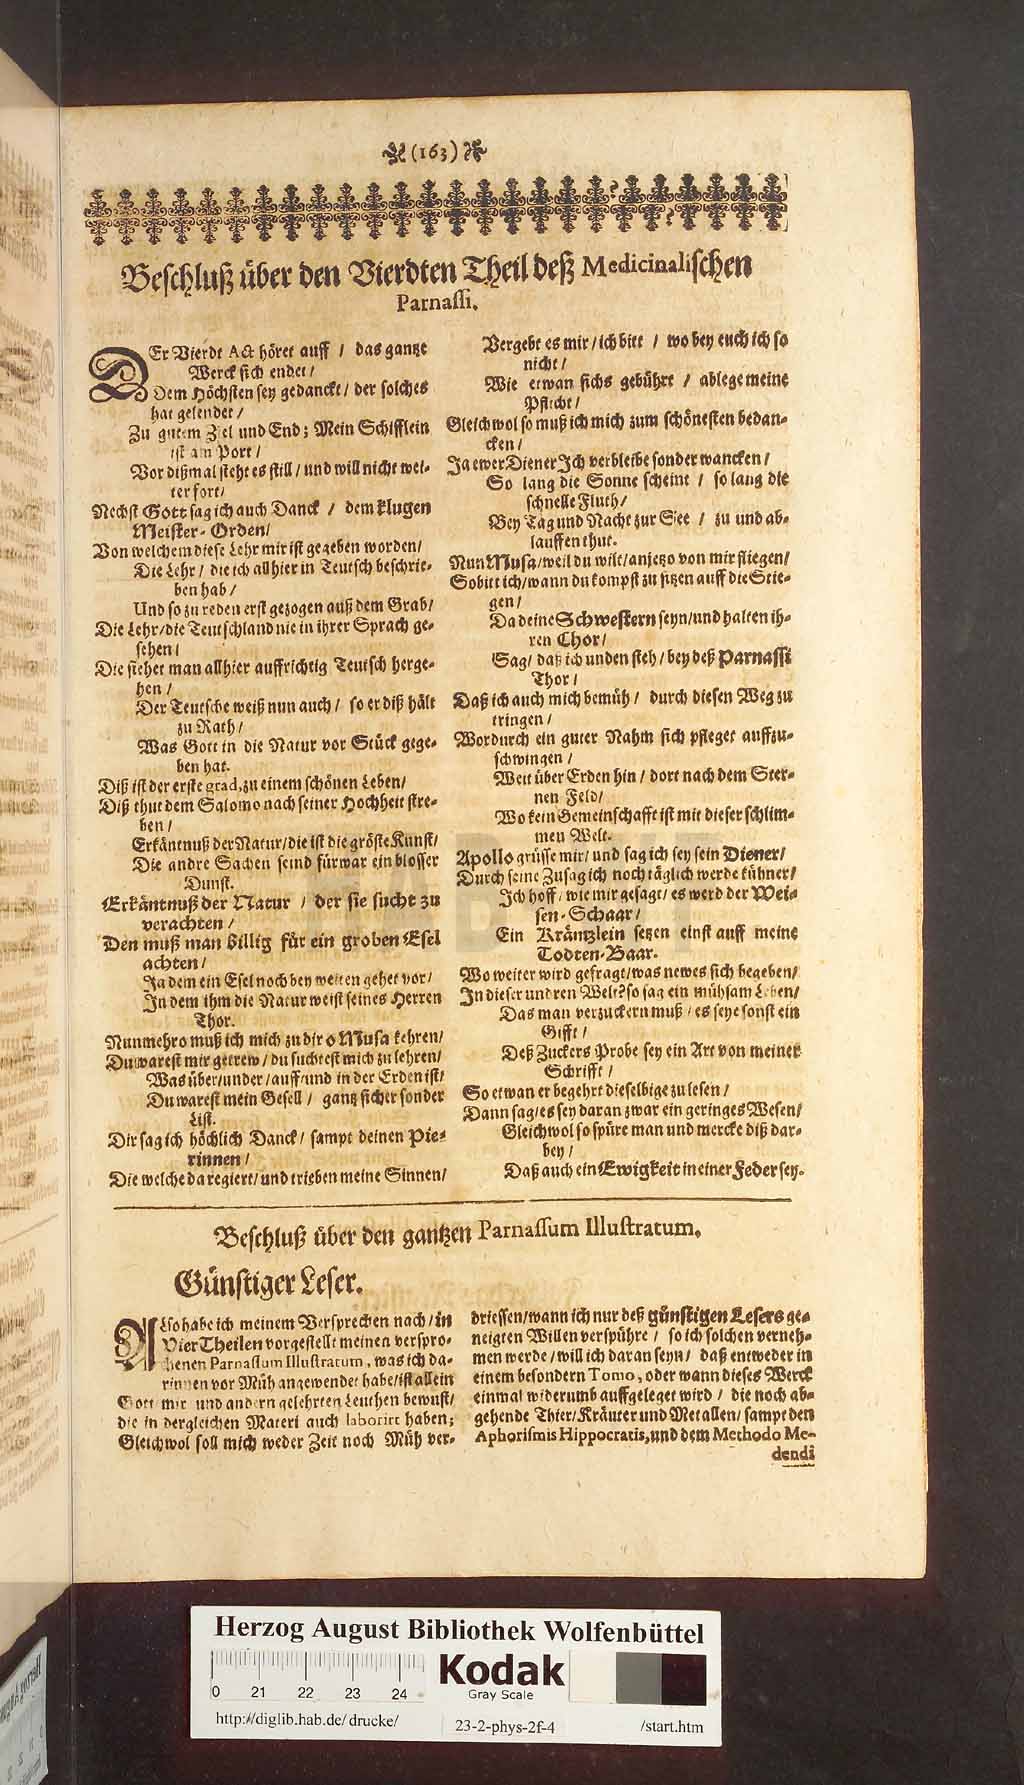 (163)
Beschluß über den Vierdten Theil deß Medicinalischen
Parnassi.
DEr Vierdt Act höret auff / das gantze
Werck sich endet /
Dem Höchsten sey gedanckt / der solches
hat gelendet /
Zu gutem Ziel und End; Mein Schifflein
ist am Port /
Vor dißmal steht es still / und will nicht wei-
ter fort /
Nechst Gott sag ich auch Danck / dem klugen
Meister-Orden /
Von welchem diese Lehr mir ist gegeben worden /
Die Lehr / die ich allhier in Teutsch beschrie-
ben hab /
Und so zu reden erst gezogen auß dem Grab /
Die Lehr / die Teutschland nie in ihrer Sprach ge-
sehen /
Die siehet man allhier auffrichtig Teutsch herge-
hen /
Der Teutsche weiß nun auch / so er diß hält
zu Rath /
Was Gott in die Natur vor Stück gege-
ben hat.
Diß ist der erste grad, zu einem schönen Leben /
Diß thut dem Salomo nach seiner Hochheit stre-
ben /
Erkäntnuß der Natur / die ist die gröste Kunst /
Die andre Sachen seind fürwar ein blosser
Dunst.
Erkäntnuß der Natur / der sie sucht zu
verachten /
Den muß man billig für ein groben Esel
achten /
Ja dem ein Esel noch bey weiten gehet vor /
In dem ihm die Natur weist seines Herren
Thor.
Nunmehro muß ich mich zu dir o Musa kehren /
Du warest mir getrew / du suchtest mich zu lehren /
Was über / under / auff / und in der Erden ist /
Du warest mein Gesell / gantz sicher sonder
List.
Dir sag ich höchlich Danck / sampt deinen Pie-
rinnen /
Die welche da regiert / und trieben meine Sinnen /
Vergebt es mir / ich bitt / wo bey euch ich so
nicht /
Wie etwan sichs gebührt / ablege meine
Pflicht /
Gleichwol so muß ich mich zum schönesten bedan-
cken /
Ja ewer Diener Ich verbleibe sonder wancken /
So lang die Sonne scheint / so lang die
schnelle Fluth /
Bey Tag und Nacht zur See / zu und ab-
lauffen thut.
Nun Musa / weil du wilt / anjetzo von mir fliegen /
So bitt ich / wann du kompst zu sitzen auff die Stie-
gen /
Da deine Schwestern seyn / und halten ih-
ren Chor /
Sag / daß ich unden steh / bey deß Parnassi
Thor /
Daß ich auch mich bemüh / durch diesen Weg zu
tringen /
Wordurch ein guter Nahm sich pfleget auffzu-
schwingen /
Weit über Erden hin / dort nach dem Ster-
nen Feld /
Wo kein Gemeinschafft ist mit dieser schlim-
men Welt.
Apollo grüsse mir / und sag ich sey sein Diener /
Durch seine Zusag ich noch täglich werde kühner /
Ich hoff / wie mir gesagt / es werd der Wei-
sen-Schaar /
Ein Kräntzlein setzen einst auff meine
Todten-Baar.
Wo weiter wird gefragt / was newes sich begeben /
In dieser undren Welt? so sag ein mühsam Leben /
Das man verzuckern muß / es seye sonst ein
Gifft /
Deß Zuckers Probe sey ein Art von meiner
Schrifft /
So etwan er begehrt dieselbige zu lesen /
Dann sag / es sey daran zwar ein geringes Wesen /
Gleichwol so spüre man und mercke diß dar-
bey /
Daß auch ein Ewigkeit in einer Feder sey.
Beschluß über den gantzen Parnassum Illustratum.
Günstiger Leser.
Also habe ich meinem Versprechen nach / in
Vier Theilen vorgestellt meinen verspro-
chenen Parnassum Illustratum, was ich da-
rinnen vor Müh angewendet habe / ist allein
Gott mir und andern gelehrten Leuthen bewust /
die in dergleichen Materi auch laborirt haben;
Gleichwol soll mich weder Zeit noch Müh ver-
driessen / wann ich nur deß günstigen Lesers ge-
neigten Willen verspühre / so ich solchen verneh-
men werde / will ich daran seyn / daß entweder in
einem besondern Tomo, oder wann dieses Werck
einmal widerumb auffgeleget wird / die noch ab-
gehende Thier / Kräuter und Metallen / sampt den
Aphorismis Hippocratis, und dem Methodo Me-
dendi
Herzog August Bibliothek Wolfenbüttel
0 21 22 23 24
Kodak
Gray Scale
http://diglib.hab.de/drucke/ 23-2-phys-2f-4 /start.htm